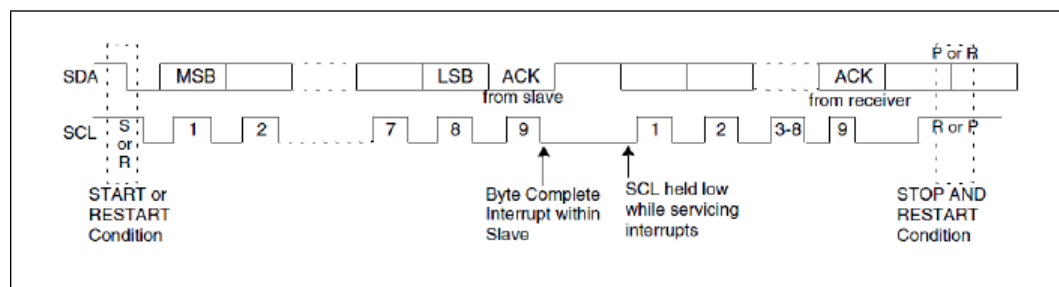 P or R
SDA MSB LSB ACK ACK
from slave from receiver
SCL S or R 1 2 7 8 9 1 2 3-8 9 R or P
START or
RESTART
Condition
Byte Complete
Interrupt within
Slave
SCL held low
while servicing
interrupts
STOP AND
RESTART
Condition